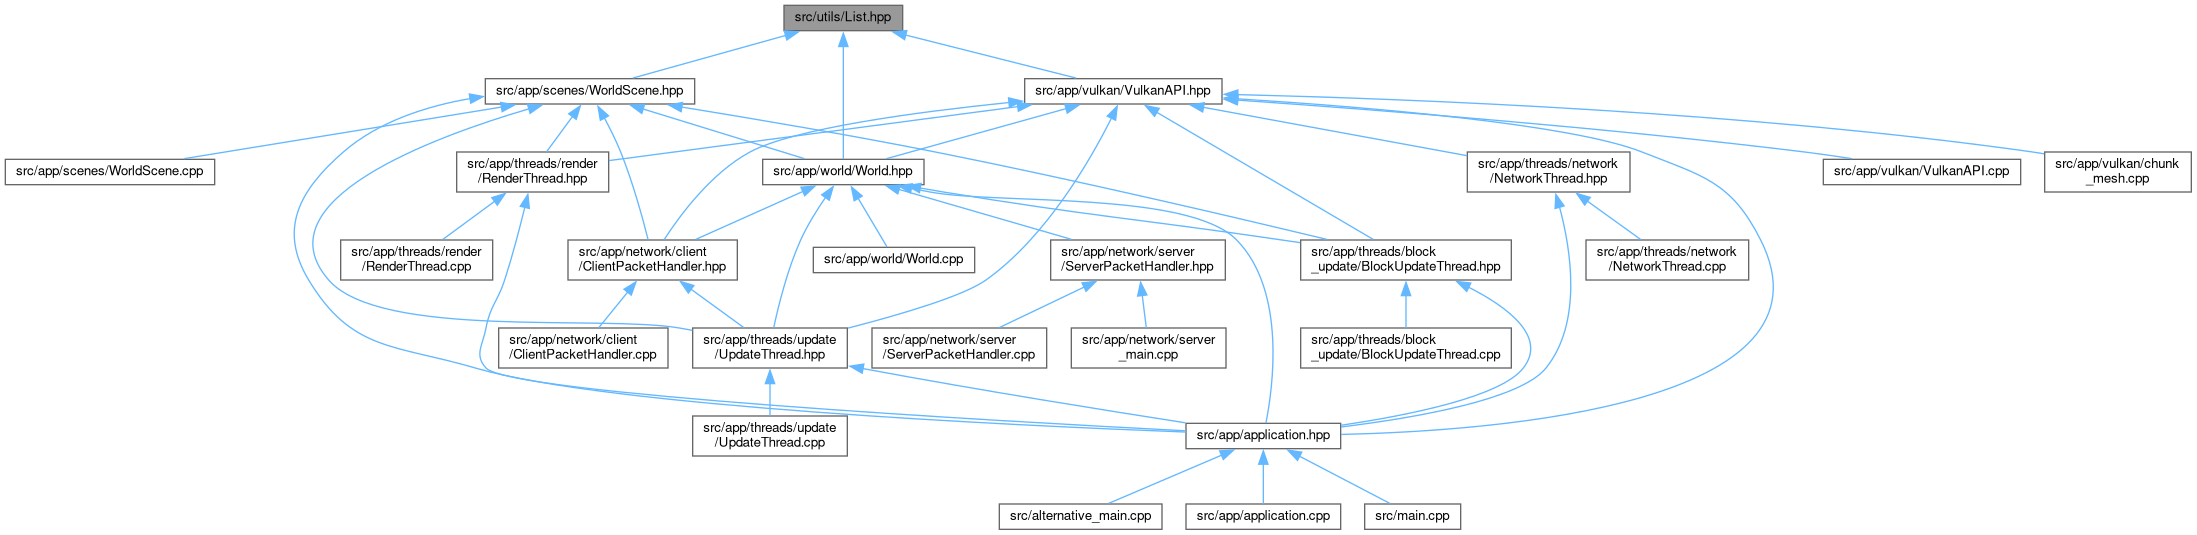 src/utils/List.hpp
src/app/scenes/WorldScene.hpp
src/app/vulkan/VulkanAPI.hpp
src/app/scenes/WorldScene.cpp
src/app/threads/render
/RenderThread.hpp
src/app/world/World.hpp
src/app/threads/network
/NetworkThread.hpp
src/app/vulkan/VulkanAPI.cpp
src/app/vulkan/chunk
_mesh.cpp
src/app/threads/render
/RenderThread.cpp
src/app/network/client
/ClientPacketHandler.hpp
src/app/world/World.cpp
src/app/network/server
/ServerPacketHandler.hpp
src/app/threads/block
_update/BlockUpdateThread.hpp
src/app/threads/network
/NetworkThread.cpp
src/app/network/client
/ClientPacketHandler.cpp
src/app/threads/update
/UpdateThread.hpp
src/app/network/server
/ServerPacketHandler.cpp
src/app/network/server
_main.cpp
src/app/threads/block
_update/BlockUpdateThread.cpp
src/app/threads/update
/UpdateThread.cpp
src/app/application.hpp
src/alternative_main.cpp
src/app/application.cpp
src/main.cpp